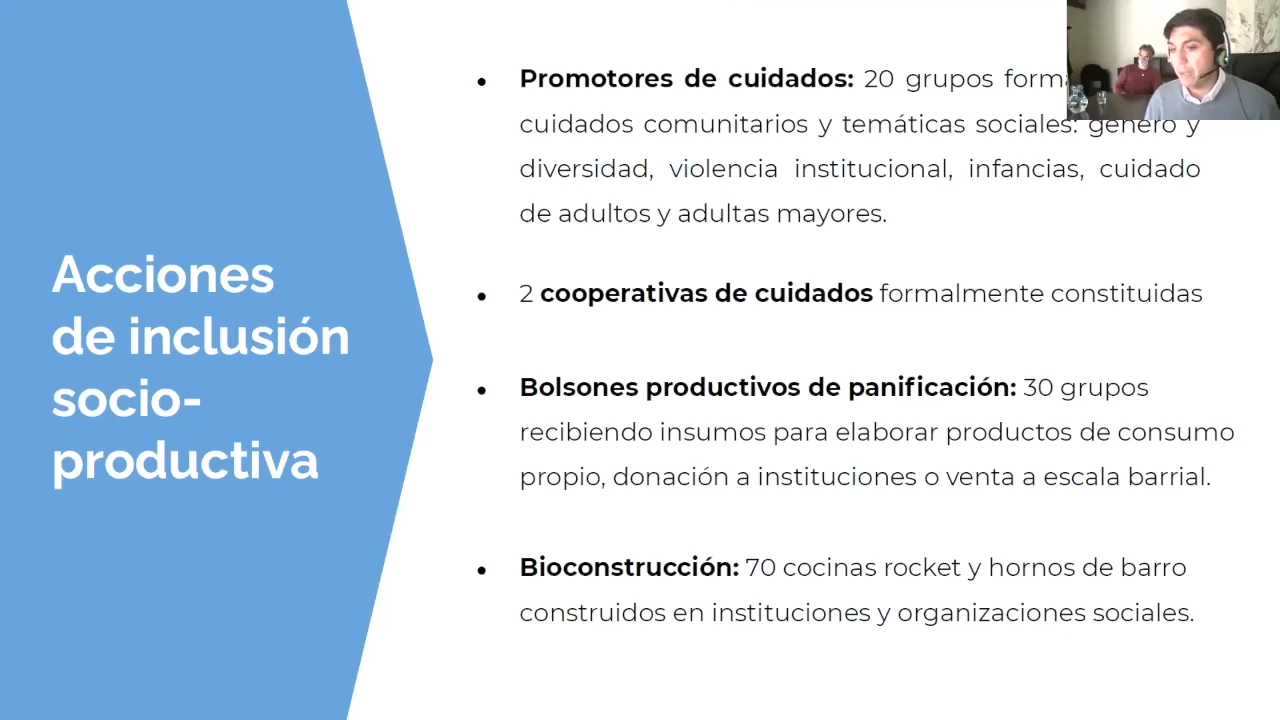 Acciones
de inclusión
socio-
productiva
• Promotores de cuidados: 20 grupos
cuidados comunitarios y temáticas sociales: género y
diversidad, violencia institucional, infancias, cuidado
de adultos y adultas mayores.
• 2 cooperativas de cuidados formalmente constituidas
• Bolsones productivos de panificación: 30 grupos
recibiendo insumos para elaborar productos de consumo
propio, donación a instituciones o venta a escala barrial.
• Bioconstrucción: 70 cocinas rocket y hornos de barro
construidos en instituciones y organizaciones sociales.